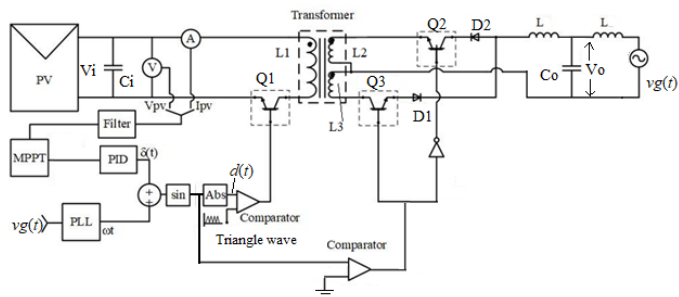 Transformer
Q2
D2
L
L
A
L1
L2
PV
Vi
Ci
V
Q1
Q3
Co
Vo
vg(t)
Vpv
Ipv
D1
Filter
L3
MPPT
PID
δ(t)
d(t)
+
+
sin
Abs
vg(t)
PLL
ωt
Comparator
Triangle wave
Comparator